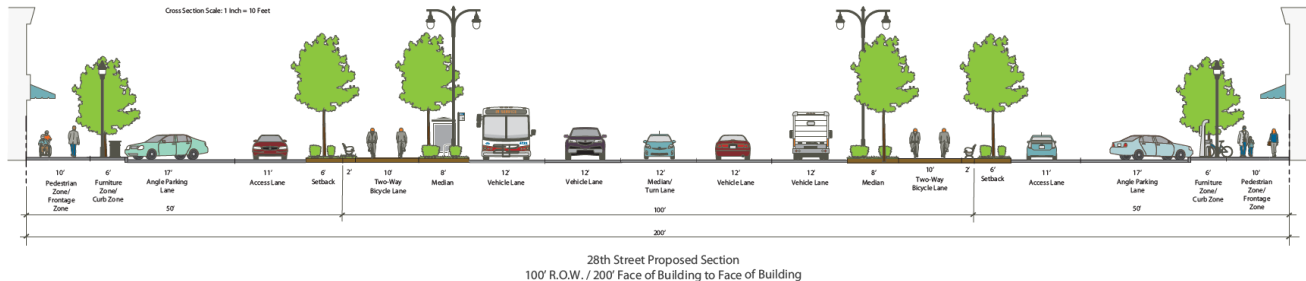 Cross Section Scale: 1 Inch = 10 Feet
10' 6' 17' 11' 6' 2' 10' 8' 12' 12' 12' 12' 12' 8' 10' 2' 6' 11' 17' 6' 10'
Pedestrian Zone/ Frontage Zone
Furniture Zone/ Curb Zone
Angle Parking Lane
Access Lane
Setback
Two-Way Bicycle Lane
Median
Vehicle Lane
Vehicle Lane
Median/ Turn Lane
Vehicle Lane
Vehicle Lane
Median
Two-Way Bicycle Lane
Setback
Access Lane
Angle Parking Lane
Furniture Zone/ Curb Zone
Pedestrian Zone/ Frontage Zone
50' 100' 50'
200'
28th Street Proposed Section
100' R.O.W. / 200' Face of Building to Face of Building